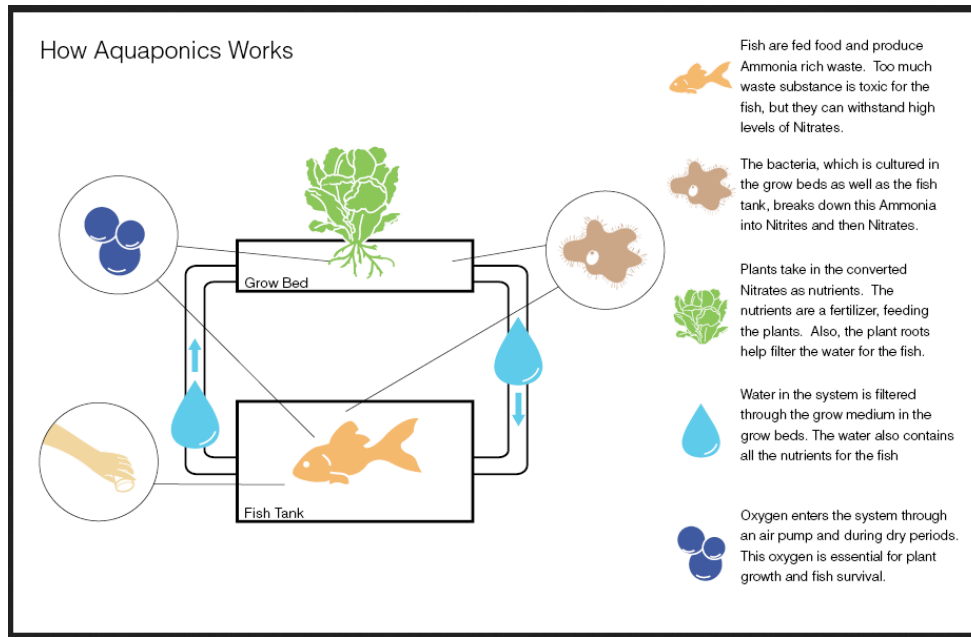 How Aquaponics Works
Grow Bed
Fish Tank
Fish are fed food and produce
Ammonia rich waste. Too much
waste substance is toxic for the
fish, but they can withstand high
levels of Nitrates.
The bacteria, which is cultured in
the grow beds as well as the fish
tank, breaks down this Ammonia
into Nitrites and then Nitrates.
Plants take in the converted
Nitrates as nutrients. The
nutrients are a fertilizer, feeding
the plants. Also, the plant roots
help filter the water for the fish.
Water in the system is filtered
through the grow medium in the
grow beds. The water also contains
all the nutrients for the fish
Oxygen enters the system through
an air pump and during dry periods.
This oxygen is essential for plant
growth and fish survival.